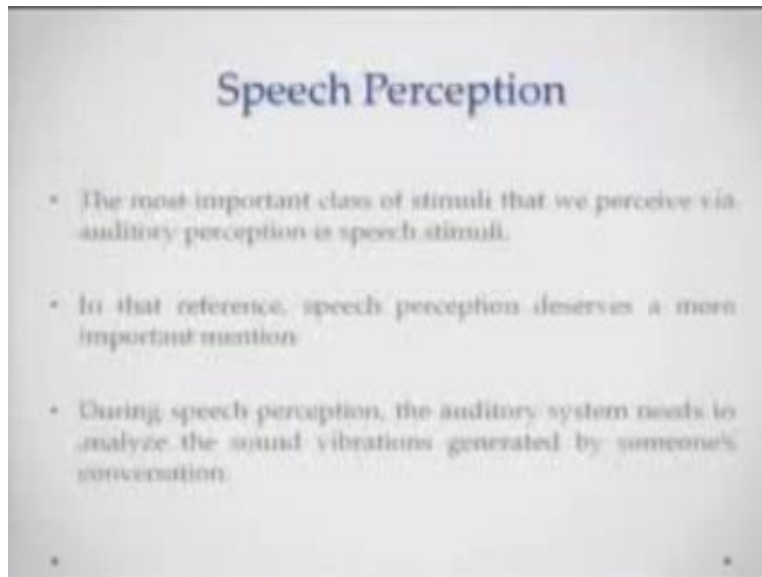 Speech Perception
• The most important class of stimuli that we perceive via
auditory perception is speech stimuli.
• In that reference, speech perception deserves a more
important mention
• During speech perception, the auditory system needs to
analyze the sound vibrations generated by someone's
conversation.